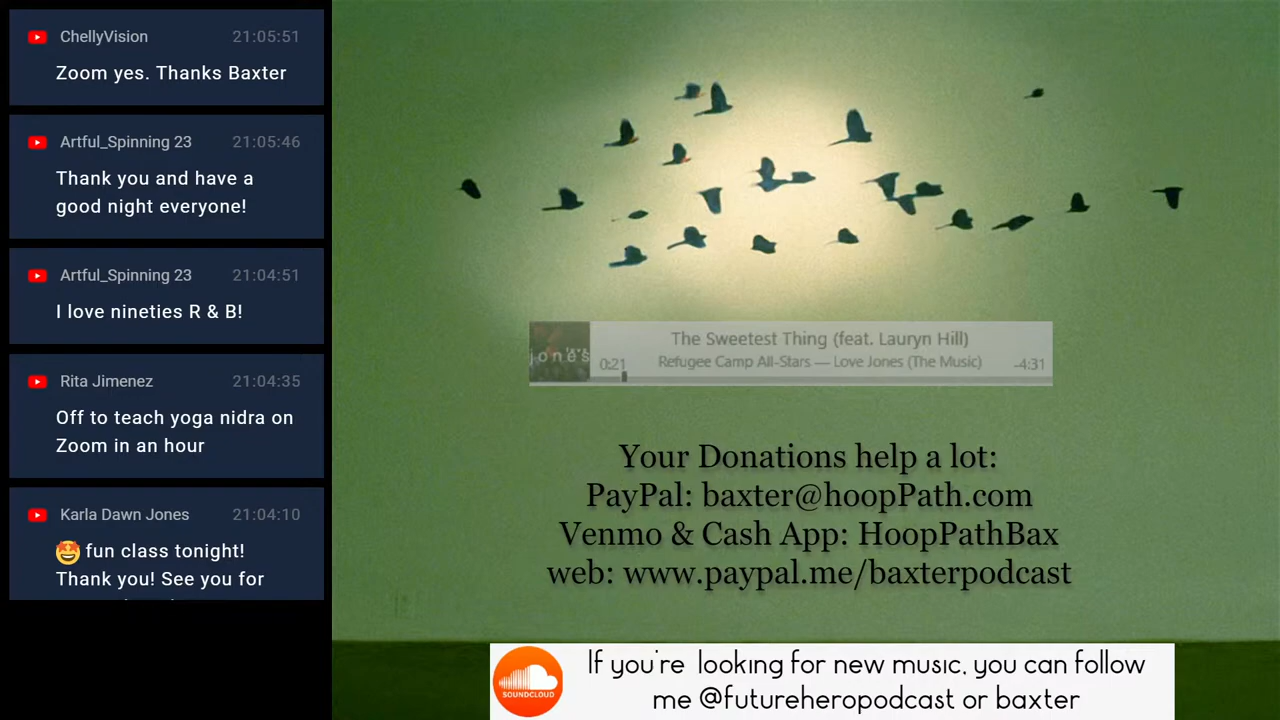 ChellyVision 21:05:51
Zoom yes. Thanks Baxter
Artful_Spinning 23 21:05:46
Thank you and have a
good night everyone!
Artful_Spinning 23 21:04:51
I love nineties R & B!
Rita Jimenez 21:04:35
Off to teach yoga nidra on
Zoom in an hour
Karla Dawn Jones 21:04:10
🤩 fun class tonight!
Thank you! See you for
jones
The Sweetest Thing (feat. Lauryn Hill)
0:21 Refugee Camp All-Stars — Love Jones (The Music) -4:31
Your Donations help a lot:
PayPal: baxter@hoopPath.com
Venmo & Cash App: HoopPathBax
web: www.paypal.me/baxterpodcast
SOUNDCLOUD
If you're looking for new music, you can follow
me @futureheropodcast or baxter